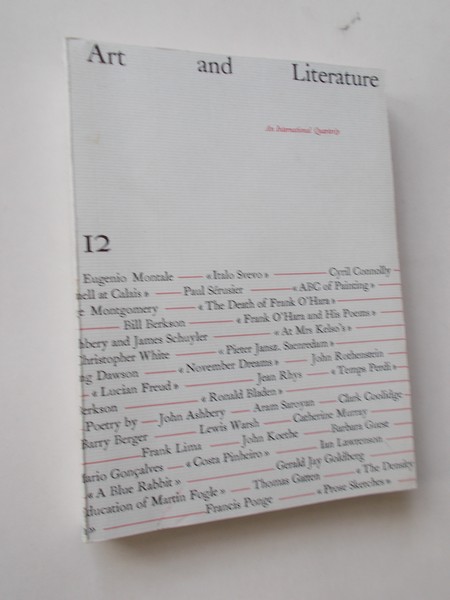 Art and Literature
An International Quarterly
12
Eugenio Montale — « Italo Svevo » — Cyril Connolly —
nell at Calais » — Paul Sérusier — « ABC of Painting » —
Montgomery — « The Death of Frank O'Hara » —
Bill Berkson — « Frank O'Hara and His Poems » —
hbery and James Schuyler — « At Mrs Kelso's » —
hristopher White — « Pieter Jansz. Saenredam » —
ng Dawson — « November Dreams » — John Rothenstein —
— « Lucian Freud » — Jean Rhys — « Temps Perdi » —
erkson — « Ronald Bladen » —
Poetry by — John Ashbery — Aram Saroyan — Clark Coolidge —
Barry Berger — Lewis Warsh — Catherine Murray —
Frank Lima — John Koethe — Barbara Guest —
ário Gonçalves — « Costa Pinheiro » — Ian Lawrenson —
« A Blue Rabbit » — Gerald Jay Goldberg —
ducation of Martin Fogle » — Thomas Gatten — « The Density
» — Francis Ponge — « Prose Sketches » —